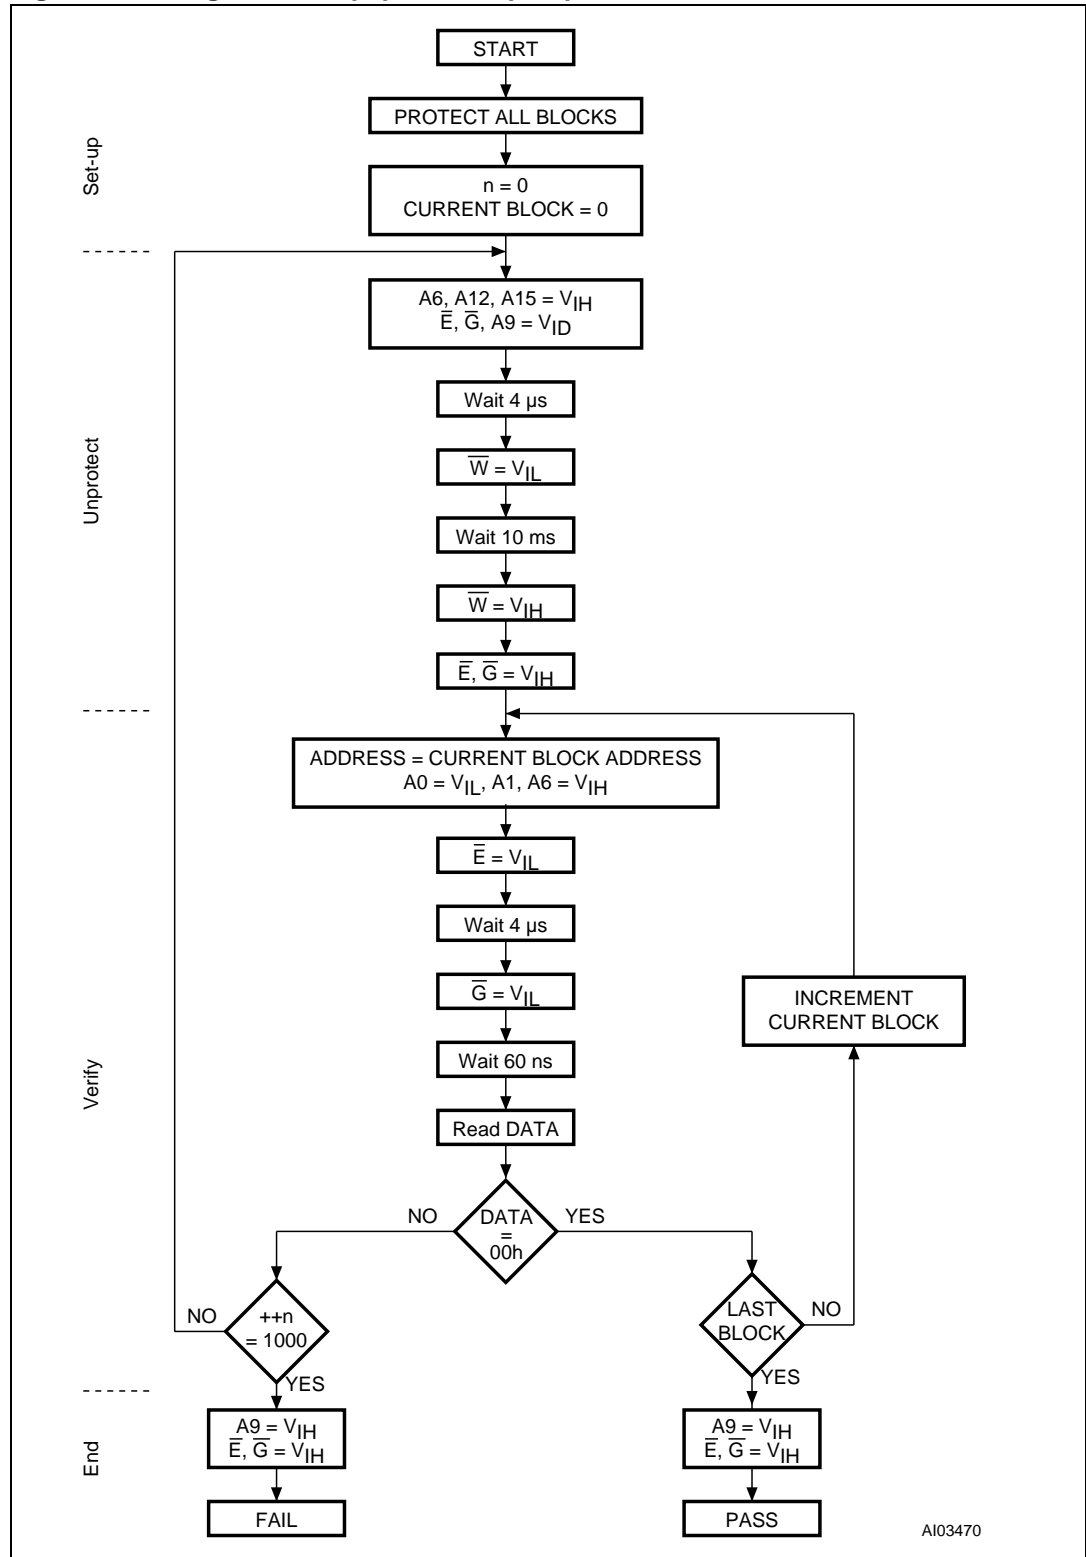 START
PROTECT ALL BLOCKS
Set-up
n = 0
CURRENT BLOCK = 0
A6, A12, A15 = VIH
E̅, G̅, A9 = VID
Wait 4 µs
Unprotect
W̅ = VIL
Wait 10 ms
W̅ = VIH
E̅, G̅ = VIH
ADDRESS = CURRENT BLOCK ADDRESS
A0 = VIL, A1, A6 = VIH
E̅ = VIL
Wait 4 µs
G̅ = VIL
INCREMENT
CURRENT BLOCK
Wait 60 ns
Verify
Read DATA
NO
DATA
=
00h
YES
NO
++n
= 1000
YES
LAST
BLOCK
NO
YES
End
A9 = VIH
E̅, G̅ = VIH
A9 = VIH
E̅, G̅ = VIH
FAIL
PASS
AI03470